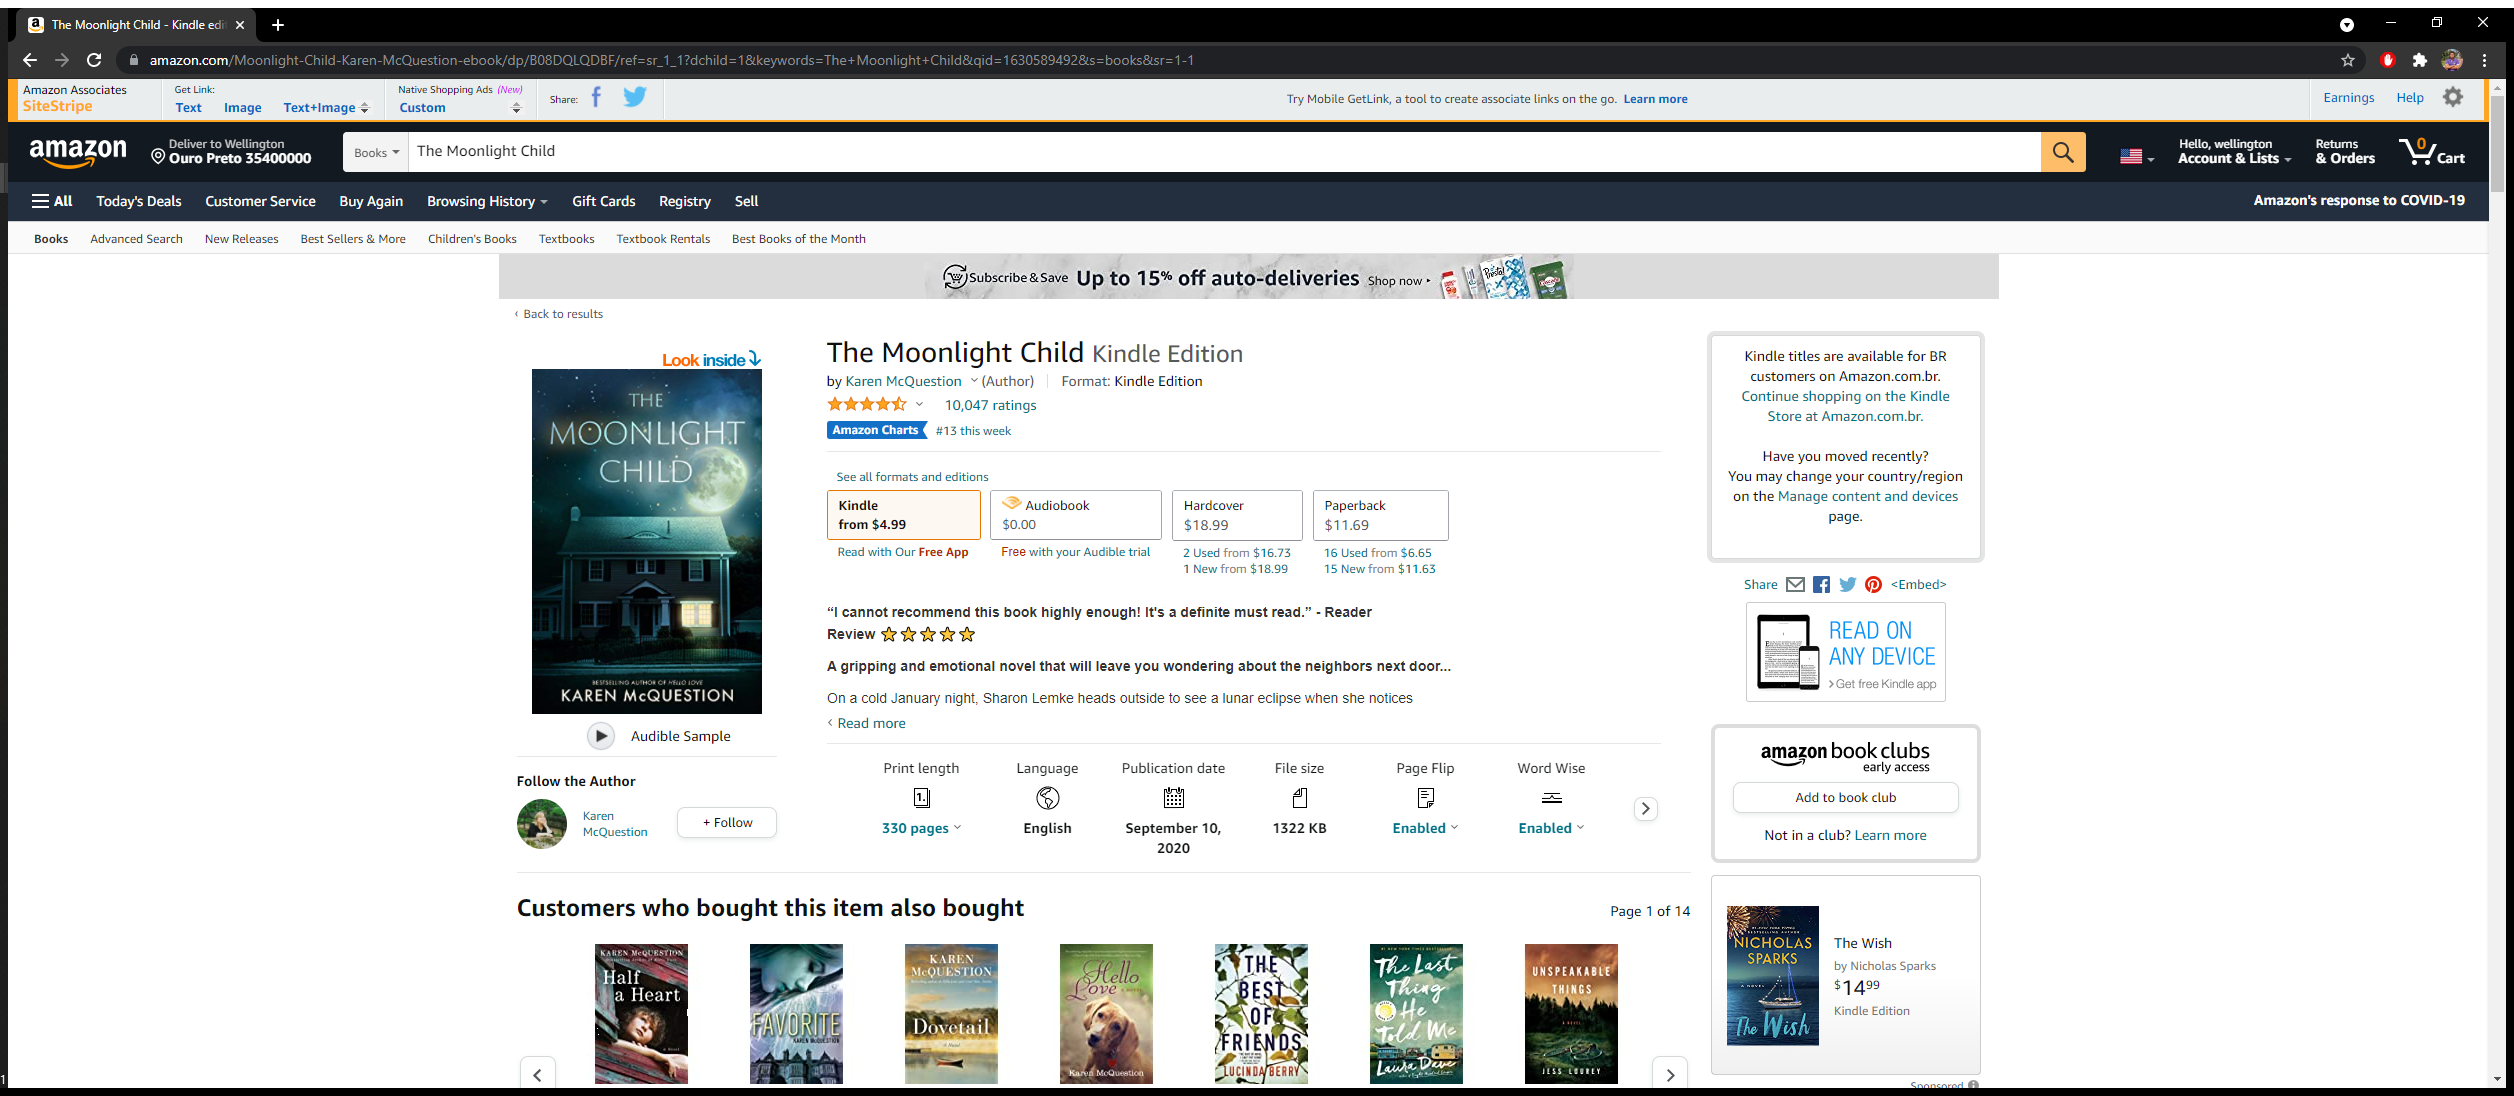 The Moonlight Child - Kindle edi
amazon.com/Moonlight-Child-Karen-McQuestion-ebook/dp/B08DQLQDBF/ref=sr_1_1?dchild=1&keywords=The+Moonlight+Child&qid=1630589492&s=books&sr=1-1
Amazon Associates
SiteStripe
Get Link:
Text Image Text+Image
Native Shopping Ads (New)
Custom
Share:
Try Mobile GetLink, a tool to create associate links on the go. Learn more
Earnings Help
amazon
Deliver to Wellington
Ouro Preto 35400000
Books
The Moonlight Child
Hello, wellington
Account & Lists
Returns
& Orders
0
Cart
All Today's Deals Customer Service Buy Again Browsing History Gift Cards Registry Sell
Amazon's response to COVID-19
Books Advanced Search New Releases Best Sellers & More Children's Books Textbooks Textbook Rentals Best Books of the Month
Subscribe & Save Up to 15% off auto-deliveries Shop now
‹ Back to results
Look inside
THE
MOONLIGHT
CHILD
BESTSELLING AUTHOR OF HELLO LOVE
KAREN McQUESTION
Audible Sample
Follow the Author
Karen
McQuestion
+ Follow
The Moonlight Child Kindle Edition
by Karen McQuestion (Author) Format: Kindle Edition
10,047 ratings
Amazon Charts #13 this week
See all formats and editions
Kindle
from $4.99
Read with Our Free App
Audiobook
$0.00
Free with your Audible trial
Hardcover
$18.99
2 Used from $16.73
1 New from $18.99
Paperback
$11.69
16 Used from $6.65
15 New from $11.63
“I cannot recommend this book highly enough! It's a definite must read.” - Reader
Review
A gripping and emotional novel that will leave you wondering about the neighbors next door...
On a cold January night, Sharon Lemke heads outside to see a lunar eclipse when she notices
‹ Read more
Print length
330 pages
Language
English
Publication date
September 10,
2020
File size
1322 KB
Page Flip
Enabled
Word Wise
Enabled
Kindle titles are available for BR
customers on Amazon.com.br.
Continue shopping on the Kindle
Store at Amazon.com.br.
Have you moved recently?
You may change your country/region
on the Manage content and devices
page.
Share <Embed>
READ ON
ANY DEVICE
› Get free Kindle app
amazon book clubs
early access
Add to book club
Not in a club? Learn more
Customers who bought this item also bought
Page 1 of 14
KAREN McQUESTION
Half
a Heart
FAVORITE
KAREN McQUESTION
KAREN
McQUESTION
Dovetail
A Novel
Hello
Love
A NOVEL
Karen McQuestion
THE
BEST
OF
FRIENDS
LUCINDA BERRY
The Last
Thing
He
Told Me
Laura Dave
UNSPEAKABLE
THINGS
A NOVEL
JESS LOUREY
NICHOLAS
SPARKS
A NOVEL
The Wish
The Wish
by Nicholas Sparks
$14 99
Kindle Edition
Sponsored